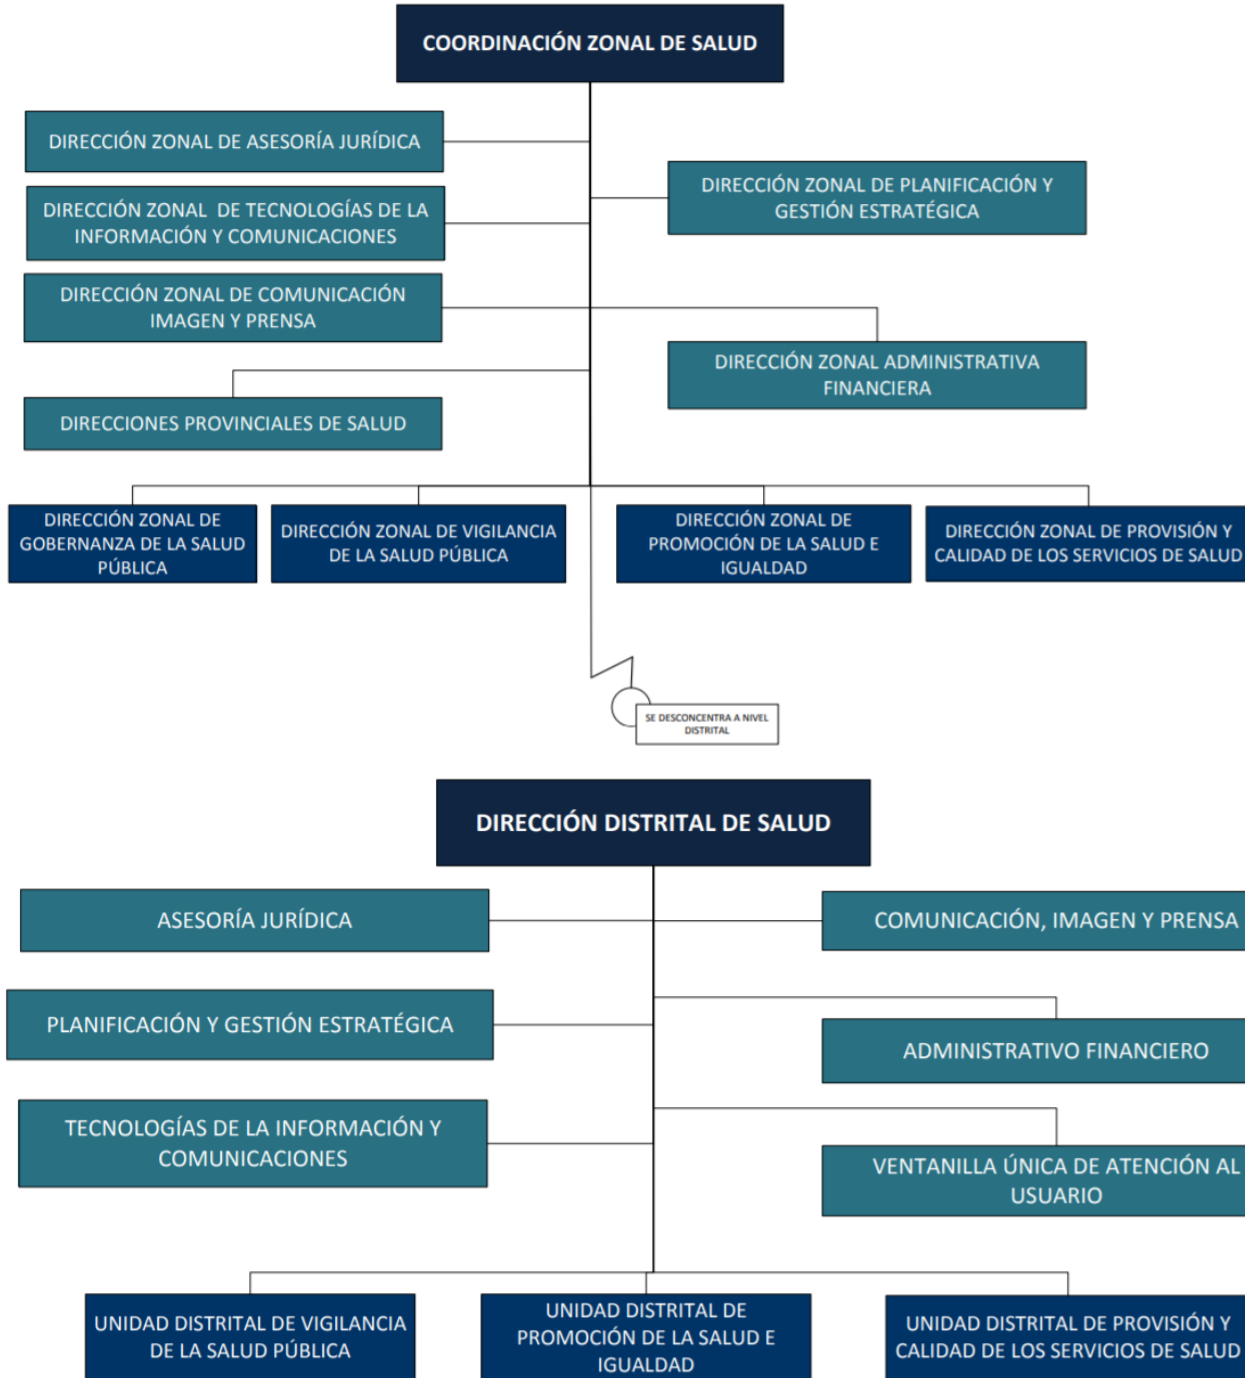 COORDINACIÓN ZONAL DE SALUD
DIRECCIÓN ZONAL DE ASESORÍA JURÍDICA
DIRECCIÓN ZONAL DE PLANIFICACIÓN Y
GESTIÓN ESTRATÉGICA
DIRECCIÓN ZONAL DE TECNOLOGÍAS DE LA
INFORMACIÓN Y COMUNICACIONES
DIRECCIÓN ZONAL DE COMUNICACIÓN
IMAGEN Y PRENSA
DIRECCIÓN ZONAL ADMINISTRATIVA
FINANCIERA
DIRECCIONES PROVINCIALES DE SALUD
DIRECCIÓN ZONAL DE
GOBERNANZA DE LA SALUD
PÚBLICA
DIRECCIÓN ZONAL DE VIGILANCIA
DE LA SALUD PÚBLICA
DIRECCIÓN ZONAL DE
PROMOCIÓN DE LA SALUD E
IGUALDAD
DIRECCIÓN ZONAL DE PROVISIÓN Y
CALIDAD DE LOS SERVICIOS DE SALUD
SE DESCONCENTRA A NIVEL
DISTRITAL
DIRECCIÓN DISTRITAL DE SALUD
ASESORÍA JURÍDICA
COMUNICACIÓN, IMAGEN Y PRENSA
PLANIFICACIÓN Y GESTIÓN ESTRATÉGICA
ADMINISTRATIVO FINANCIERO
TECNOLOGÍAS DE LA INFORMACIÓN Y
COMUNICACIONES
VENTANILLA ÚNICA DE ATENCIÓN AL
USUARIO
UNIDAD DISTRITAL DE VIGILANCIA
DE LA SALUD PÚBLICA
UNIDAD DISTRITAL DE
PROMOCIÓN DE LA SALUD E
IGUALDAD
UNIDAD DISTRITAL DE PROVISIÓN Y
CALIDAD DE LOS SERVICIOS DE SALUD